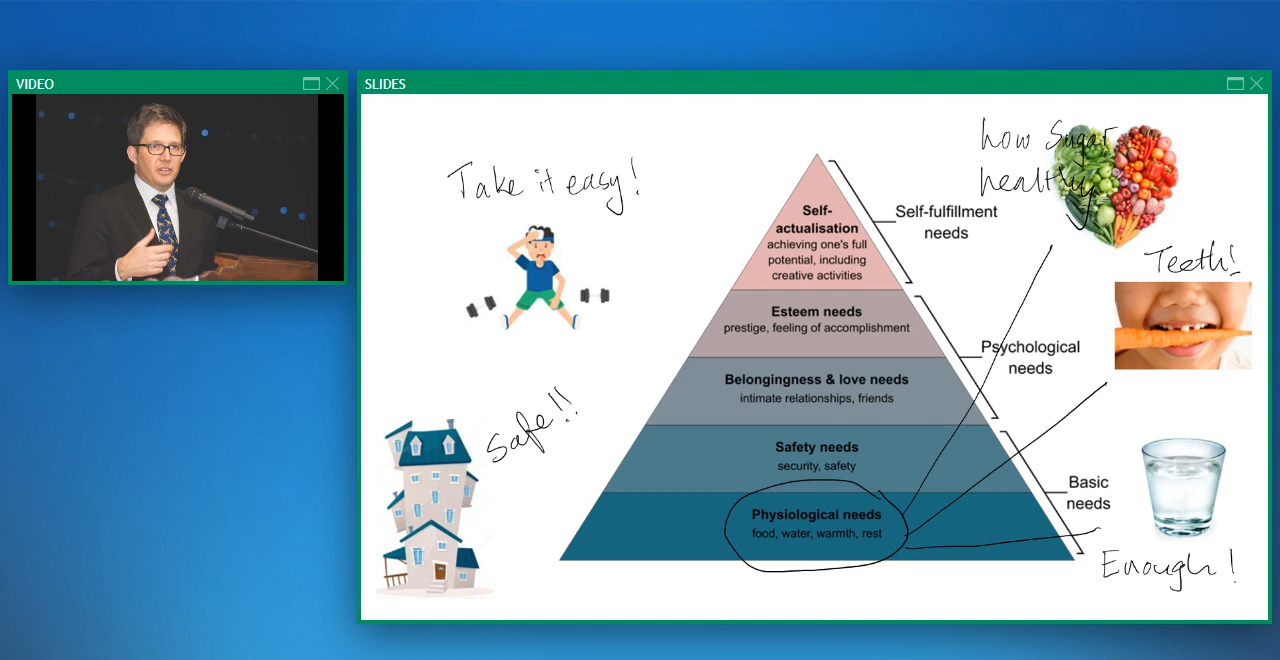 VIDEO
SLIDES
Take it easy!
how Sugar
healthy
Teeth!
Safe!!
Enough!
Self-
actualisation
achieving one's full
potential, including
creative activities
Self-fulfillment
needs
Esteem needs
prestige, feeling of accomplishment
Psychological
needs
Belongingness & love needs
intimate relationships, friends
Safety needs
security, safety
Basic
needs
Physiological needs
food, water, warmth, rest